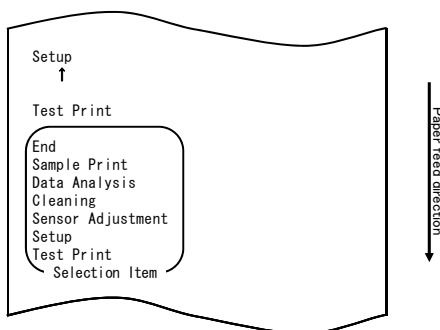 Setup
↑
Test Print
End
Sample Print
Data Analysis
Cleaning
Sensor Adjustment
Setup
Test Print
Selection Item
Paper feed direction